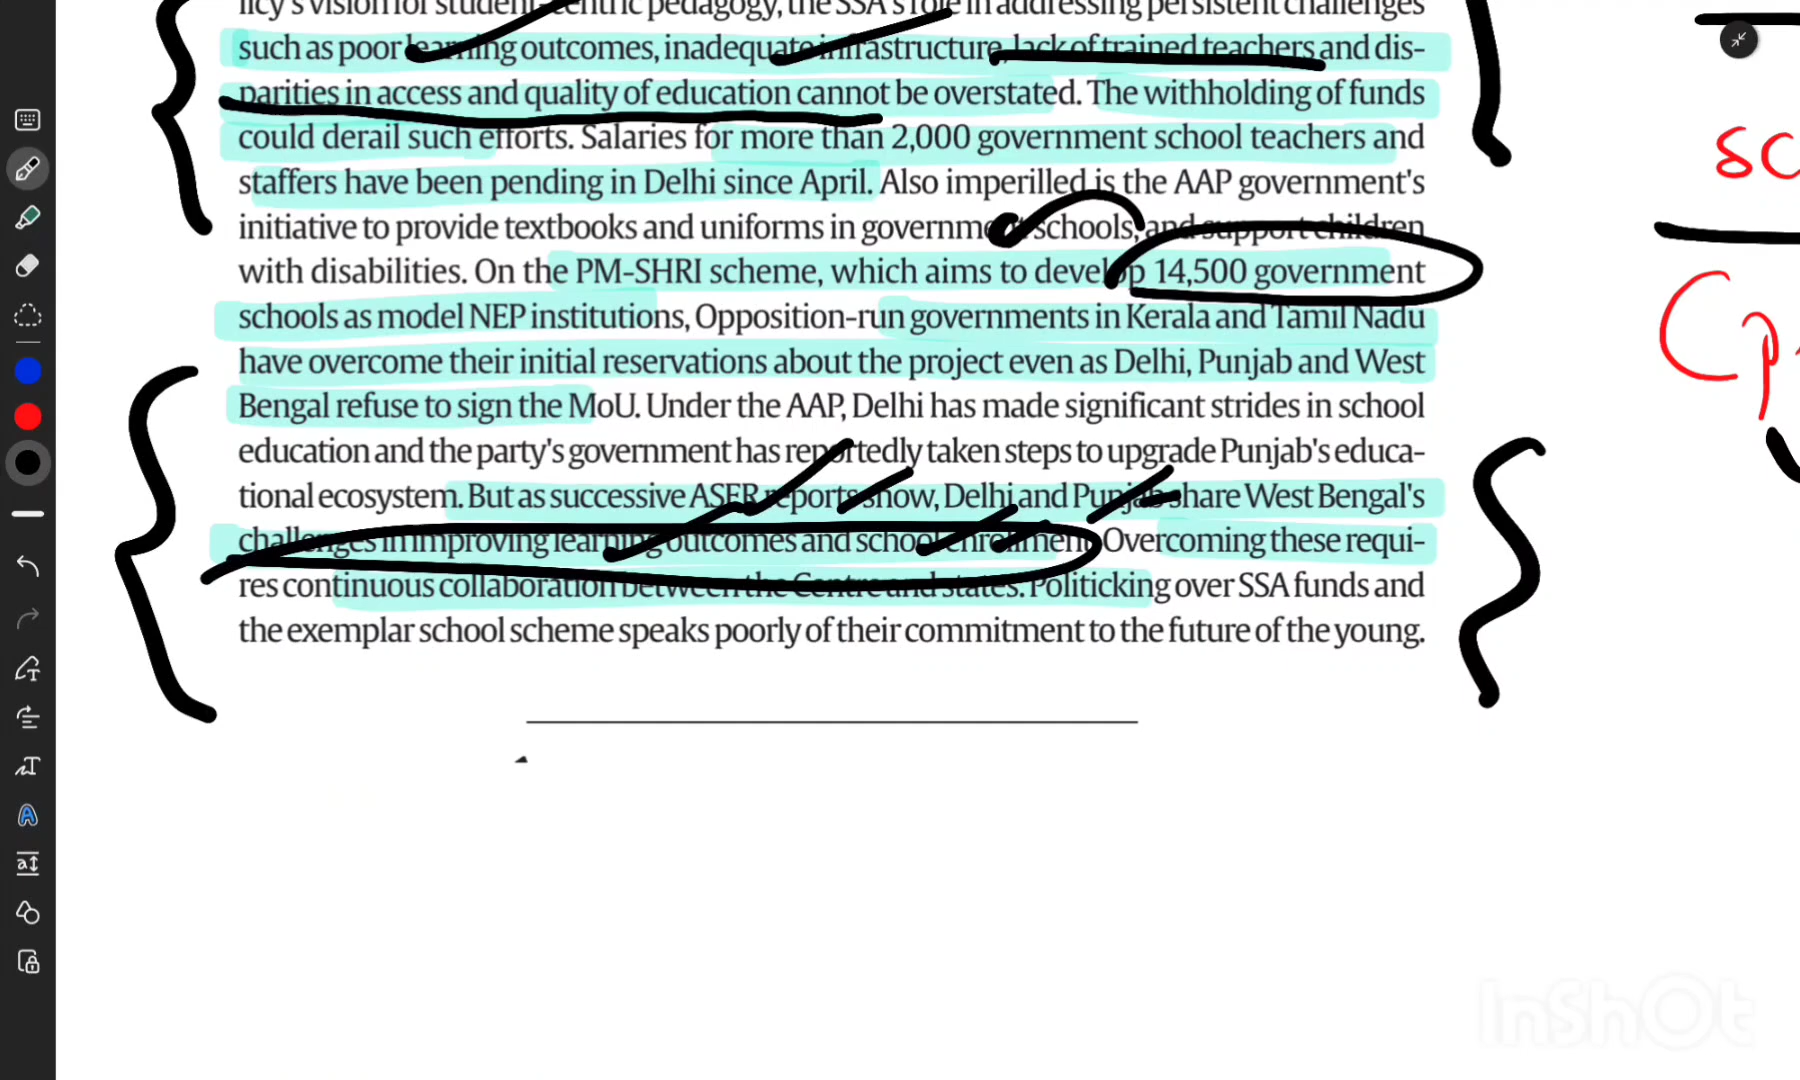 licy's vision for student-centric pedagogy, the SSA's role in addressing persistent challenges
such as poor learning outcomes, inadequate infrastructure, lack of trained teachers and dis-
parities in access and quality of education cannot be overstated. The withholding of funds
could derail such efforts. Salaries for more than 2,000 government school teachers and
staffers have been pending in Delhi since April. Also imperilled is the AAP government's
initiative to provide textbooks and uniforms in government schools, and support children
with disabilities. On the PM-SHRI scheme, which aims to develop 14,500 government
schools as model NEP institutions, Opposition-run governments in Kerala and Tamil Nadu
have overcome their initial reservations about the project even as Delhi, Punjab and West
Bengal refuse to sign the MoU. Under the AAP, Delhi has made significant strides in school
education and the party's government has reportedly taken steps to upgrade Punjab's educa-
tional ecosystem. But as successive ASER reports show, Delhi and Punjab share West Bengal's
challenges in improving learning outcomes and school enrollment. Overcoming these requi-
res continuous collaboration between the Centre and states. Politicking over SSA funds and
the exemplar school scheme speaks poorly of their commitment to the future of the young.
InShOt